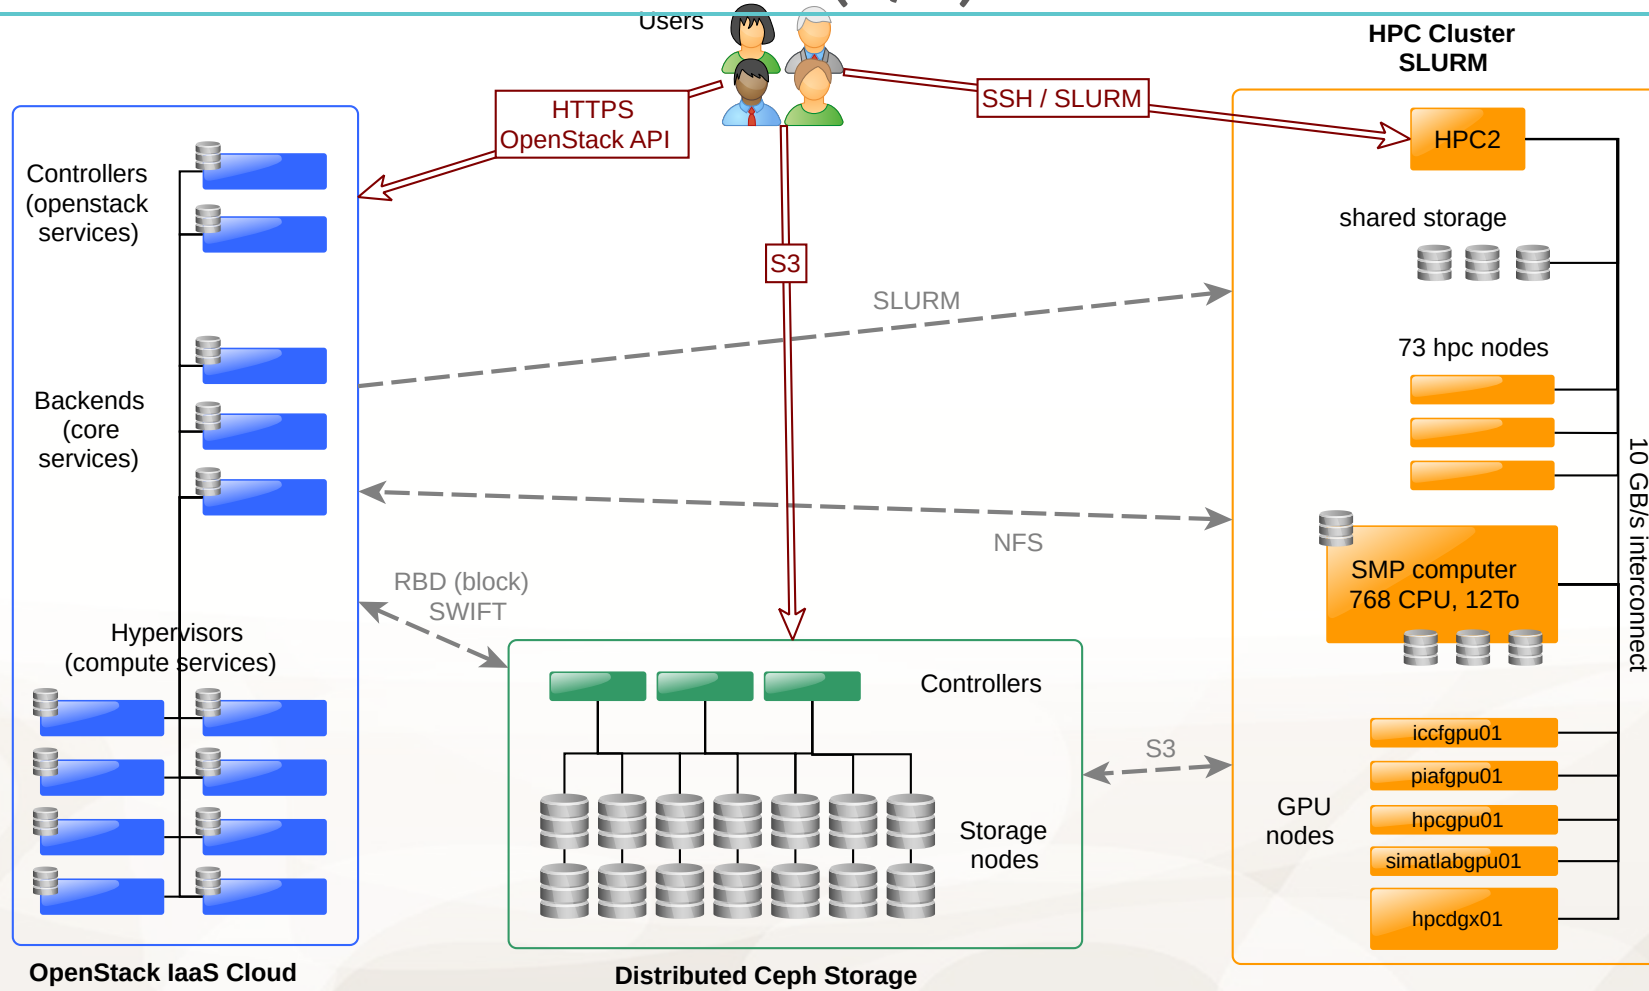 Users
HPC Cluster
SLURM
HTTPS
OpenStack API
SSH / SLURM
HPC2
Controllers
(openstack
services)
shared storage
S3
SLURM
73 hpc nodes
Backends
(core
services)
10 GB/s interconnect
NFS
SMP computer
768 CPU, 12To
RBD (block)
SWIFT
Hypervisors
(compute services)
Controllers
iccfgpu01
S3
piafgpu01
GPU
nodes
hpcgpu01
Storage
nodes
simatlabgpu01
hpcdgx01
OpenStack IaaS Cloud
Distributed Ceph Storage